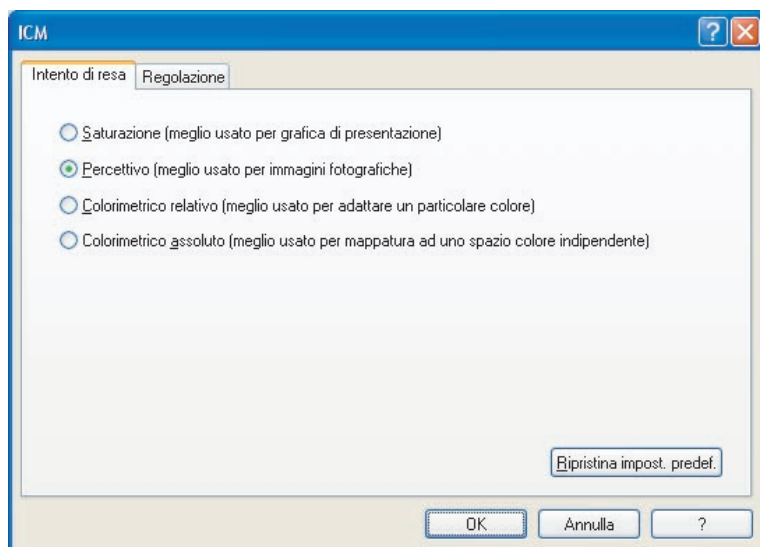 ICM
?
Intento di resa
Regolazione
Saturazione (meglio usato per grafica di presentazione)
Percettivo (meglio usato per immagini fotografiche)
Colorimetrico relativo (meglio usato per adattare un particolare colore)
Colorimetrico assoluto (meglio usato per mappatura ad uno spazio colore indipendente)
Ripristina impost. predef.
OK
Annulla
?